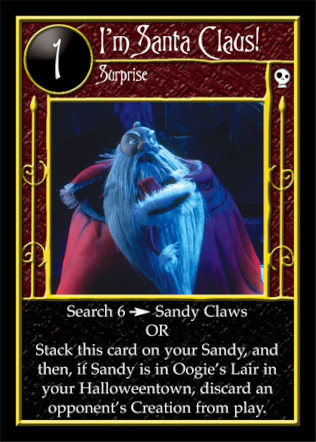 1
I'm Santa Claus!
Surprise
Search 6 ➛ Sandy Claws
OR
Stack this card on your Sandy, and
then, if Sandy is in Oogie's Lair in
your Halloweentown, discard an
opponent's Creation from play.